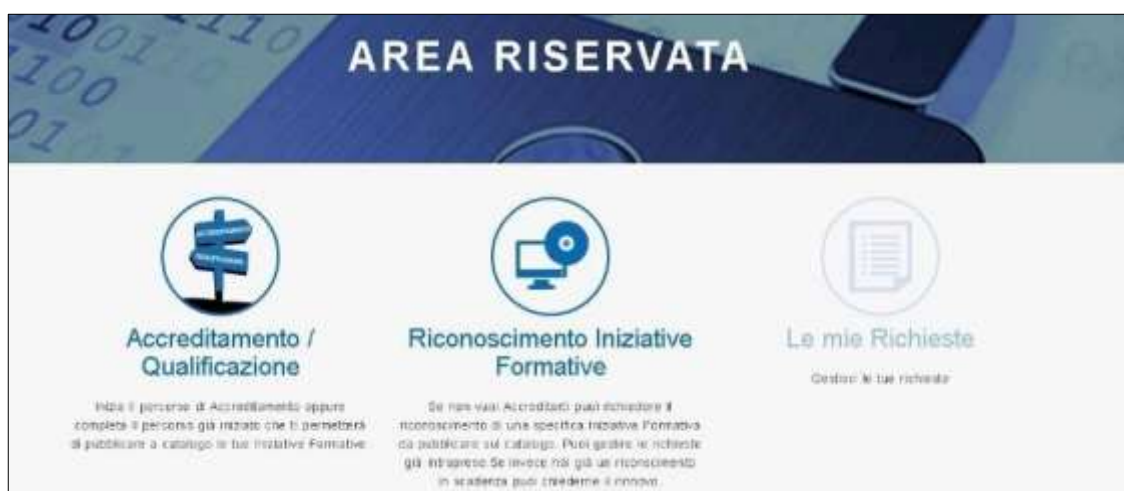 AREA RISERVATA
Accreditamento /
Qualificazione
Inizia il percorso di Accreditamento oppure
completa il percorso già iniziato che ti permetterà
di pubblicare a catalogo le tue Iniziative Formative
Riconoscimento Iniziative
Formative
Se non vuoi Accreditarti puoi richiedere il
riconoscimento di una specifica Iniziativa Formativa
da pubblicare sul catalogo. Puoi gestire le richieste
già intraprese.Se invece hai già un riconoscimento
in scadenza puoi chiederne il rinnovo.
Le mie Richieste
Gestisci le tue richieste